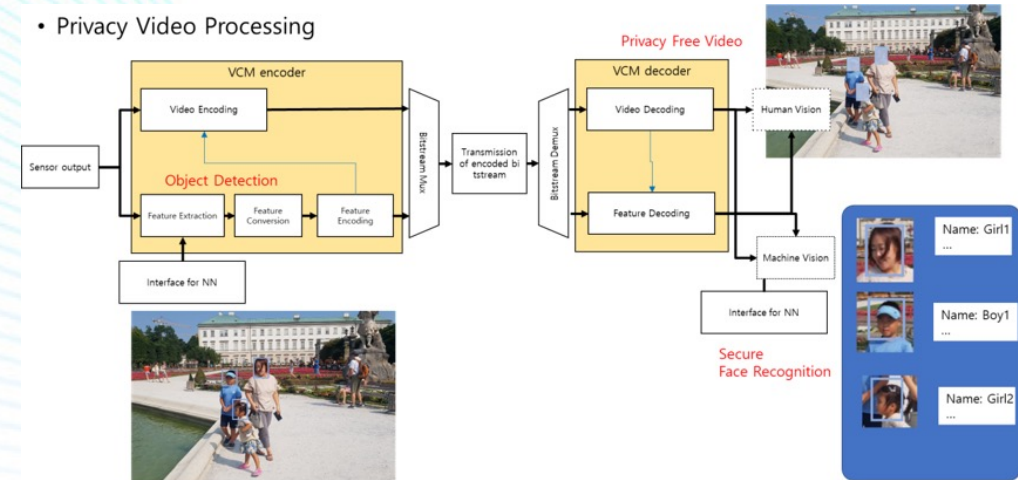 • Privacy Video Processing
Privacy Free Video
VCM encoder
VCM decoder
Video Encoding
Video Decoding
Human Vision
Bitstream Mux
Transmission
of encoded bi
tstream
Bitstream Demux
Sensor output
Object Detection
Feature Extraction
Feature
Conversion
Feature
Encoding
Feature Decoding
Machine Vision
Interface for NN
Interface for NN
Secure
Face Recognition
Name: Girl1
...
Name: Boy1
...
Name: Girl2
...